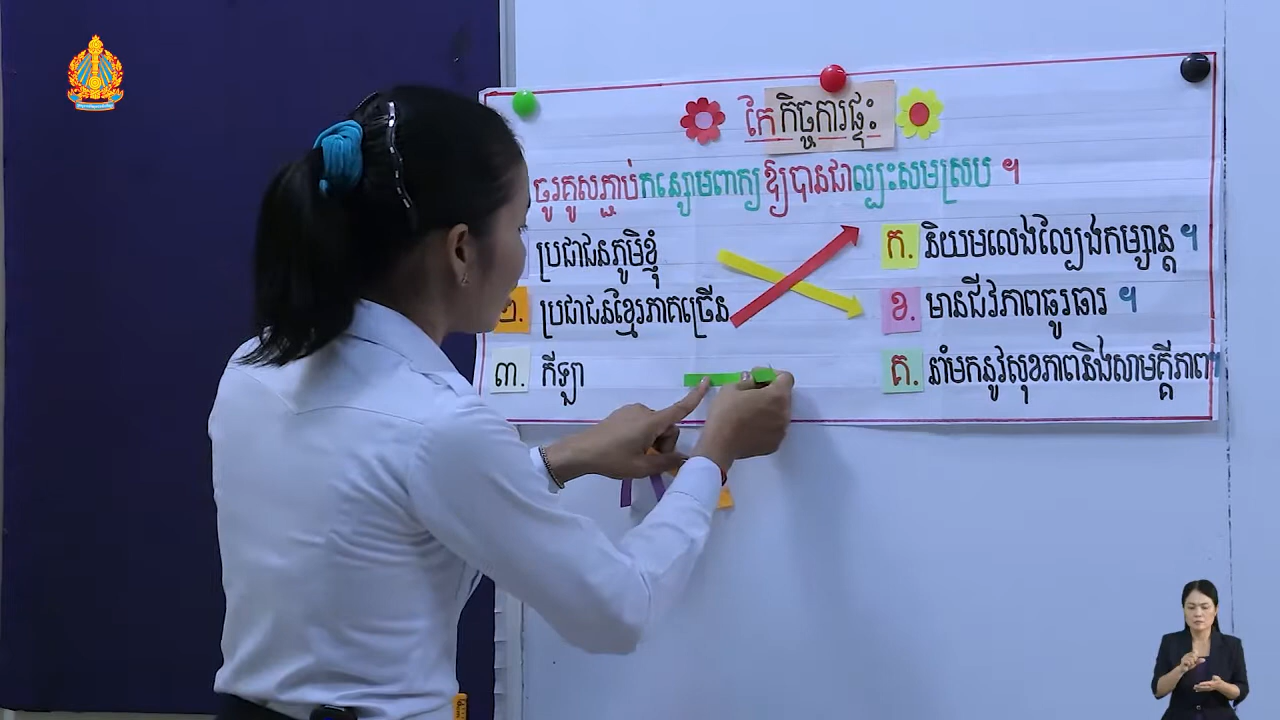 កែកិច្ចការផ្ទះ
ចូរគូសភ្ជាប់កន្សោមពាក្យឱ្យបានជាល្បះសមស្រប ។
ប្រជាជនភូមិខ្ញុំ
ក. និយមលេងល្បែងកម្សាន្ត ។
២. ប្រជាជនខ្មែរភាគច្រើន
ខ. មានជីវភាពធូរធារ ។
៣. កីឡា
គ. នាំមកនូវសុខភាពនិងសាមគ្គីភាព។